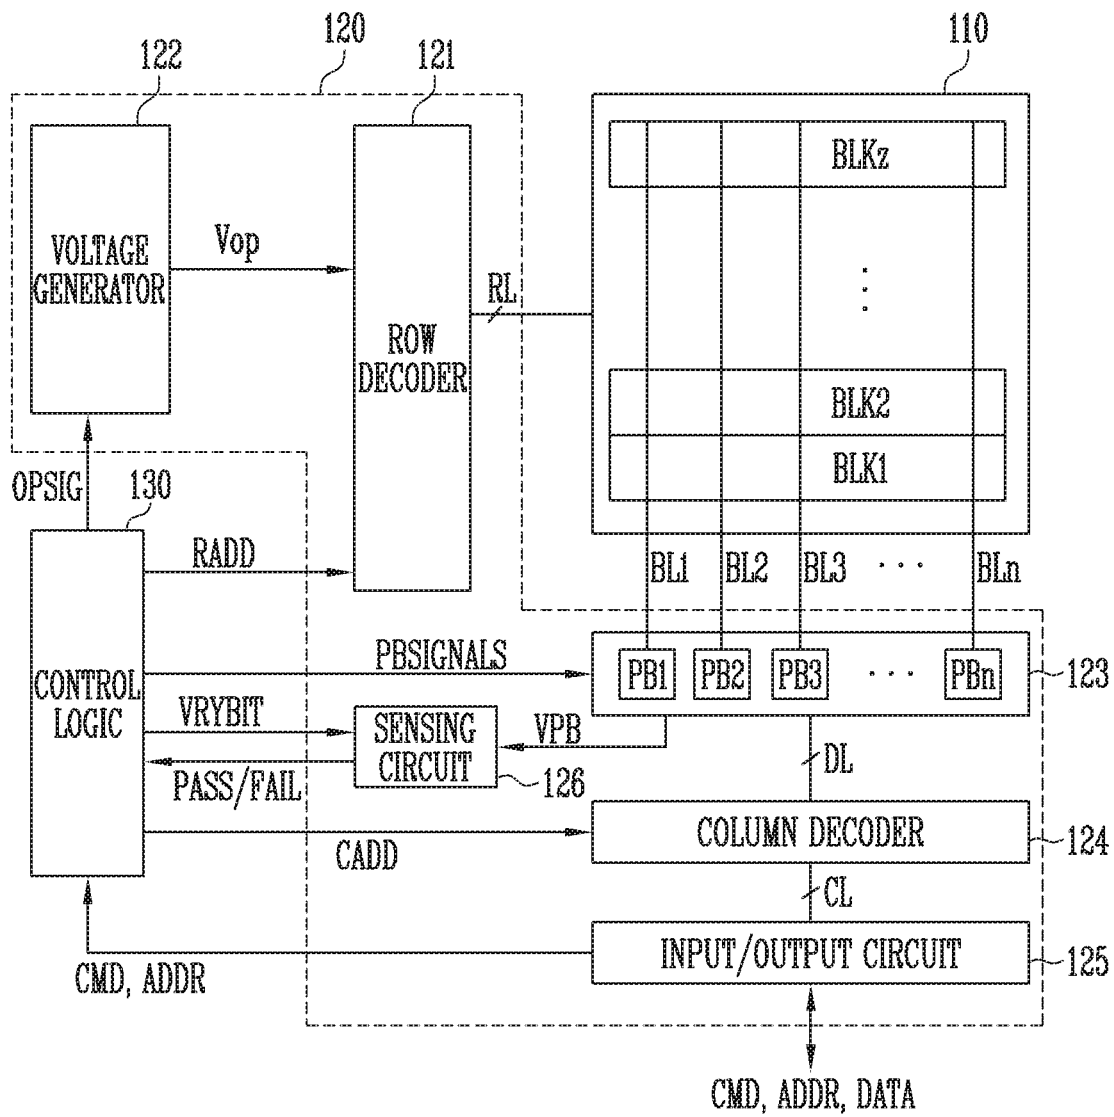 120
122
121
110
VOLTAGE
GENERATOR
Vop
ROW
DECODER
RL
BLKz
BLK2
BLK1
OPSIG
130
RADD
BL1 BL2 BL3 ··· BLn
CONTROL
LOGIC
PBSIGNALS
PB1 PB2 PB3 ··· PBn
123
VRYBIT
SENSING
CIRCUIT
VPB
PASS/FAIL
126
DL
CADD
COLUMN DECODER
124
CL
INPUT/OUTPUT CIRCUIT
125
CMD, ADDR
CMD, ADDR, DATA